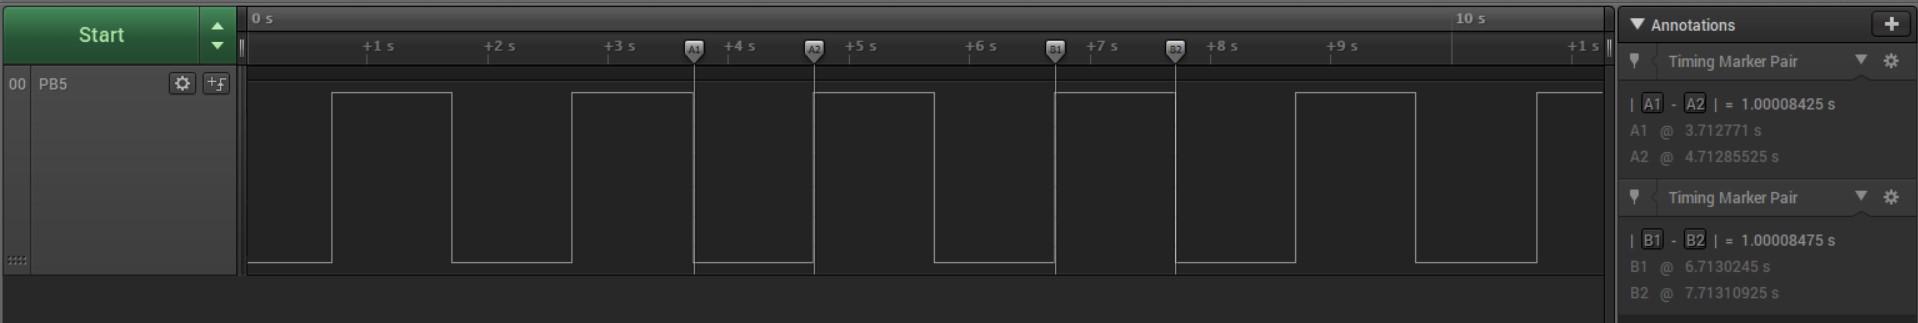 Start
0 s
10 s
+1 s +2 s +3 s A1 +4 s A2 +5 s +6 s B1 +7 s B2 +8 s +9 s +1 s
00 PB5
Annotations
Timing Marker Pair
| A1 - A2 | = 1.00008425 s
A1 @ 3.712771 s
A2 @ 4.71285525 s
Timing Marker Pair
| B1 - B2 | = 1.00008475 s
B1 @ 6.7130245 s
B2 @ 7.71310925 s